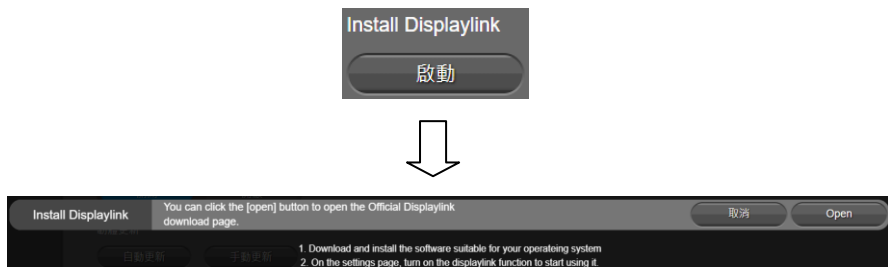 Install Displaylink
啟動
Install Displaylink
You can click the [open] button to open the Official Displaylink
download page.
取消
Open
自動更新
手動更新
1. Download and install the software suitable for your operateing system
2. On the settings page, turn on the displaylink function to start using it.